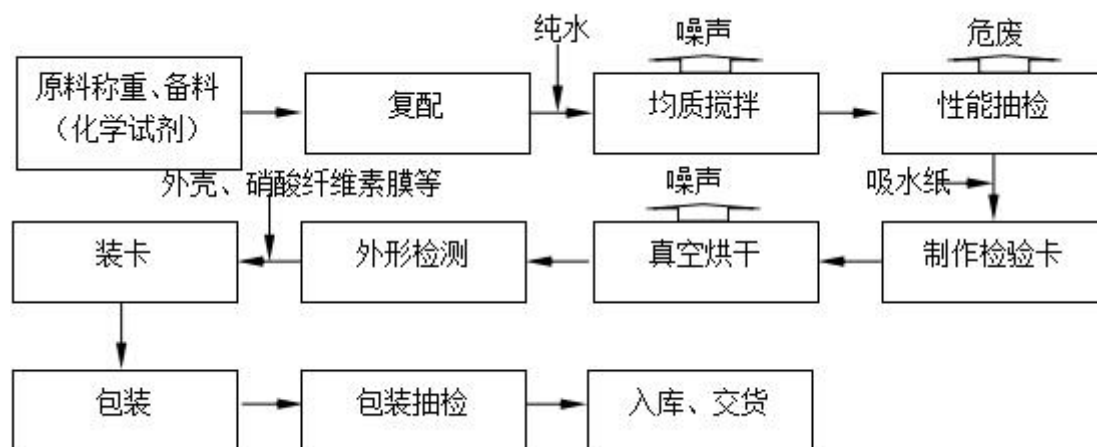 纯水
噪声
危废
原料称重、备料
（化学试剂）
复配
均质搅拌
性能抽检
外壳、硝酸纤维素膜等
噪声
吸水纸
装卡
外形检测
真空烘干
制作检验卡
包装
包装抽检
入库、交货